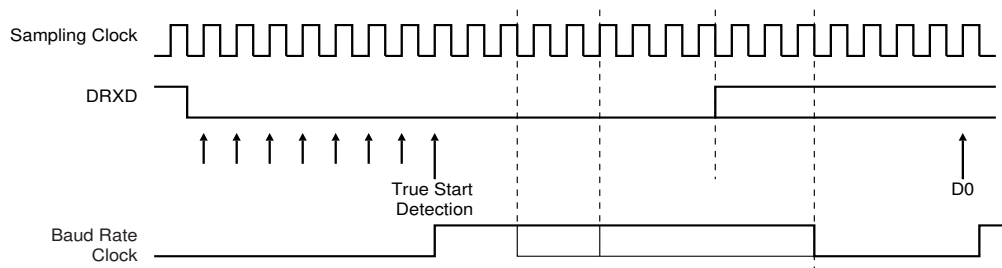 Sampling Clock
DRXD
True Start
Detection
D0
Baud Rate
Clock